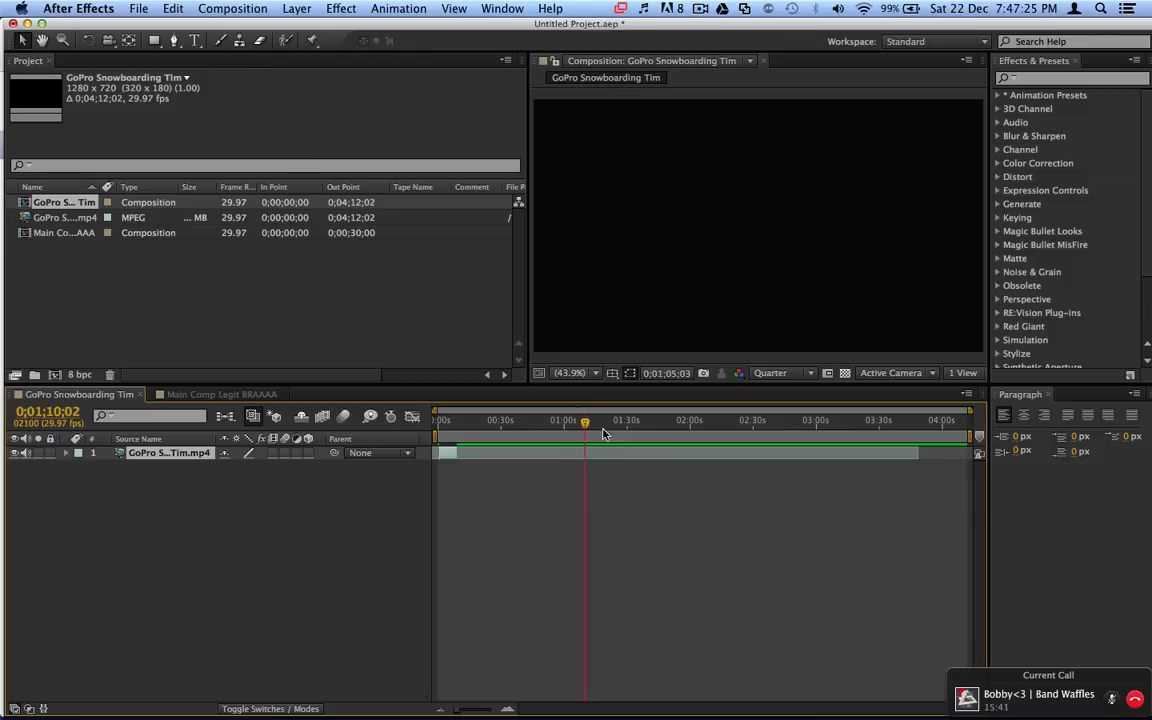 After Effects File Edit Composition Layer Effect Animation View Window Help 8 99% Sat 22 Dec 7:47:25 PM
Untitled Project.aep *
Workspace: Standard Search Help
Project
GoPro Snowboarding Tim
1280 x 720 (320 x 180) (1.00)
Δ 0;04;12;02, 29.97 fps
Name Type Size Frame R... In Point Out Point Tape Name Comment File P
GoPro S... Tim Composition 29.97 0;00;00;00 0;04;12;02
GoPro S....mp4 MPEG ... MB 29.97 0;00;00;00 0;04;12;02 /
Main Co...AAA Composition 29.97 0;00;00;00 0;00;30;00
8 bpc
Composition: GoPro Snowboarding Tim
GoPro Snowboarding Tim
(43.9%) 0;01;05;03 Quarter Active Camera 1 View
Effects & Presets
* Animation Presets
3D Channel
Audio
Blur & Sharpen
Channel
Color Correction
Distort
Expression Controls
Generate
Keying
Magic Bullet Looks
Magic Bullet MisFire
Matte
Noise & Grain
Obsolete
Perspective
RE:Vision Plug-ins
Red Giant
Simulation
Stylize
Synthetic Aperture
GoPro Snowboarding Tim Main Comp Legit BRAAAA
0;01;10;02
02100 (29.97 fps)
:00s 00:30s 01:00s 01:30s 02:00s 02:30s 03:00s 03:30s 04:00s
# Source Name fx Parent
1 GoPro S...Tim.mp4 None
Toggle Switches / Modes
Paragraph
0 px 0 px 0 px
0 px 0 px
Current Call
Bobby<3 | Band Waffles
15:41